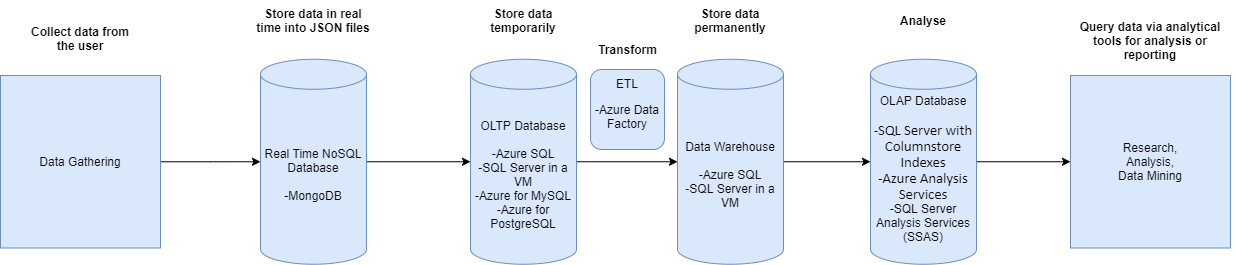 Collect data from
the user
Data Gathering
Store data in real
time into JSON files
Real Time NoSQL
Database
-MongoDB
Store data
temporarily
OLTP Database
-Azure SQL
-SQL Server in a
VM
-Azure for MySQL
-Azure for
PostgreSQL
Transform
ETL
-Azure Data
Factory
Store data
permanently
Data Warehouse
-Azure SQL
-SQL Server in a
VM
Analyse
OLAP Database
-SQL Server with
Columnstore
Indexes
-Azure Analysis
Services
-SQL Server
Analysis Services
(SSAS)
Query data via analytical
tools for analysis or
reporting
Research,
Analysis,
Data Mining